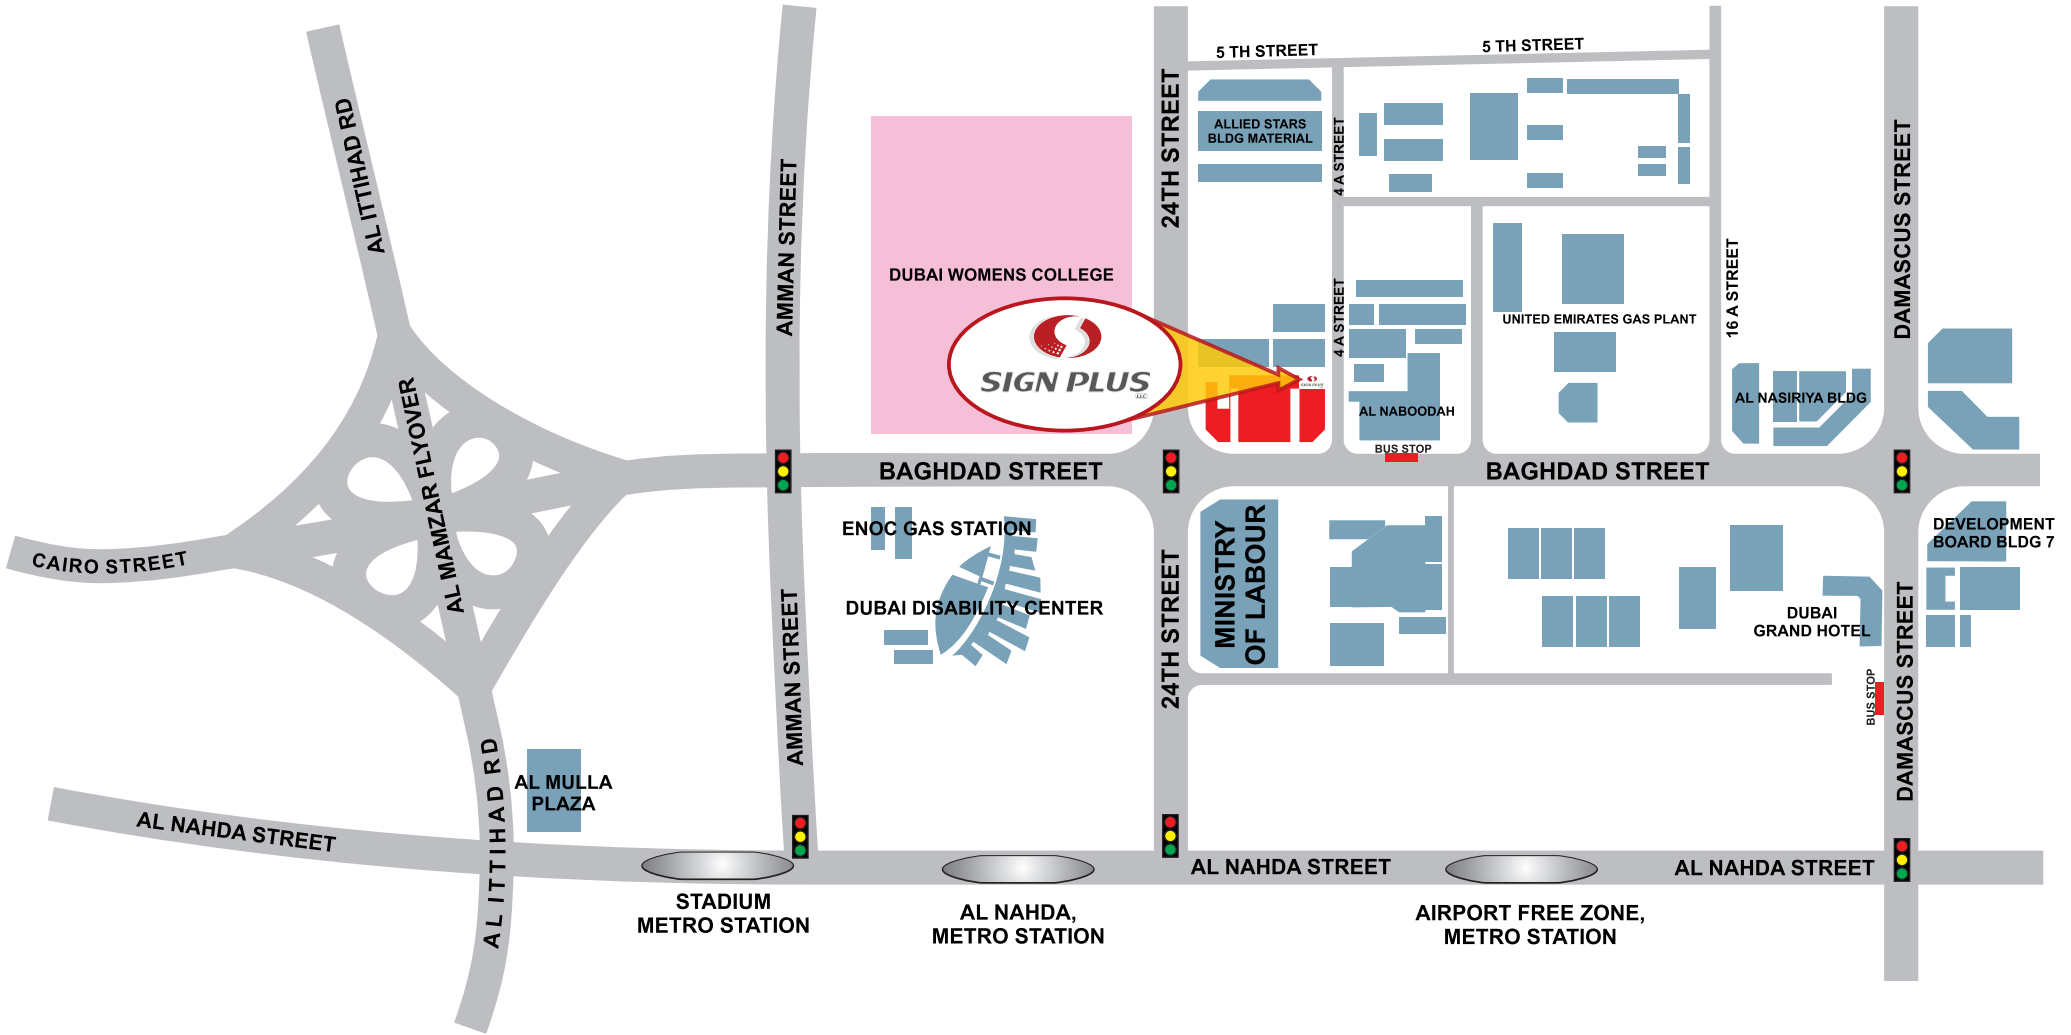 5 TH STREET
5 TH STREET
AL ITTIHAD RD
AMMAN STREET
24TH STREET
ALLIED STARS
BLDG MATERIAL
4 A STREET
DAMASCUS STREET
DUBAI WOMENS COLLEGE
4 A STREET
UNITED EMIRATES GAS PLANT
16 A STREET
SIGN PLUS
LLC
SIGN PLUS
AL MAMZAR FLYOVER
AL NABOODAH
AL NASIRIYA BLDG
BUS STOP
BAGHDAD STREET
BAGHDAD STREET
CAIRO STREET
ENOC GAS STATION
DUBAI DISABILITY CENTER
MINISTRY
OF LABOUR
DEVELOPMENT
BOARD BLDG 7
DUBAI
GRAND HOTEL
AMMAN STREET
24TH STREET
DAMASCUS STREET
BUS STOP
AL MULLA
PLAZA
AL ITTIHAD RD
AL NAHDA STREET
AL NAHDA STREET
AL NAHDA STREET
STADIUM
METRO STATION
AL NAHDA,
METRO STATION
AIRPORT FREE ZONE,
METRO STATION